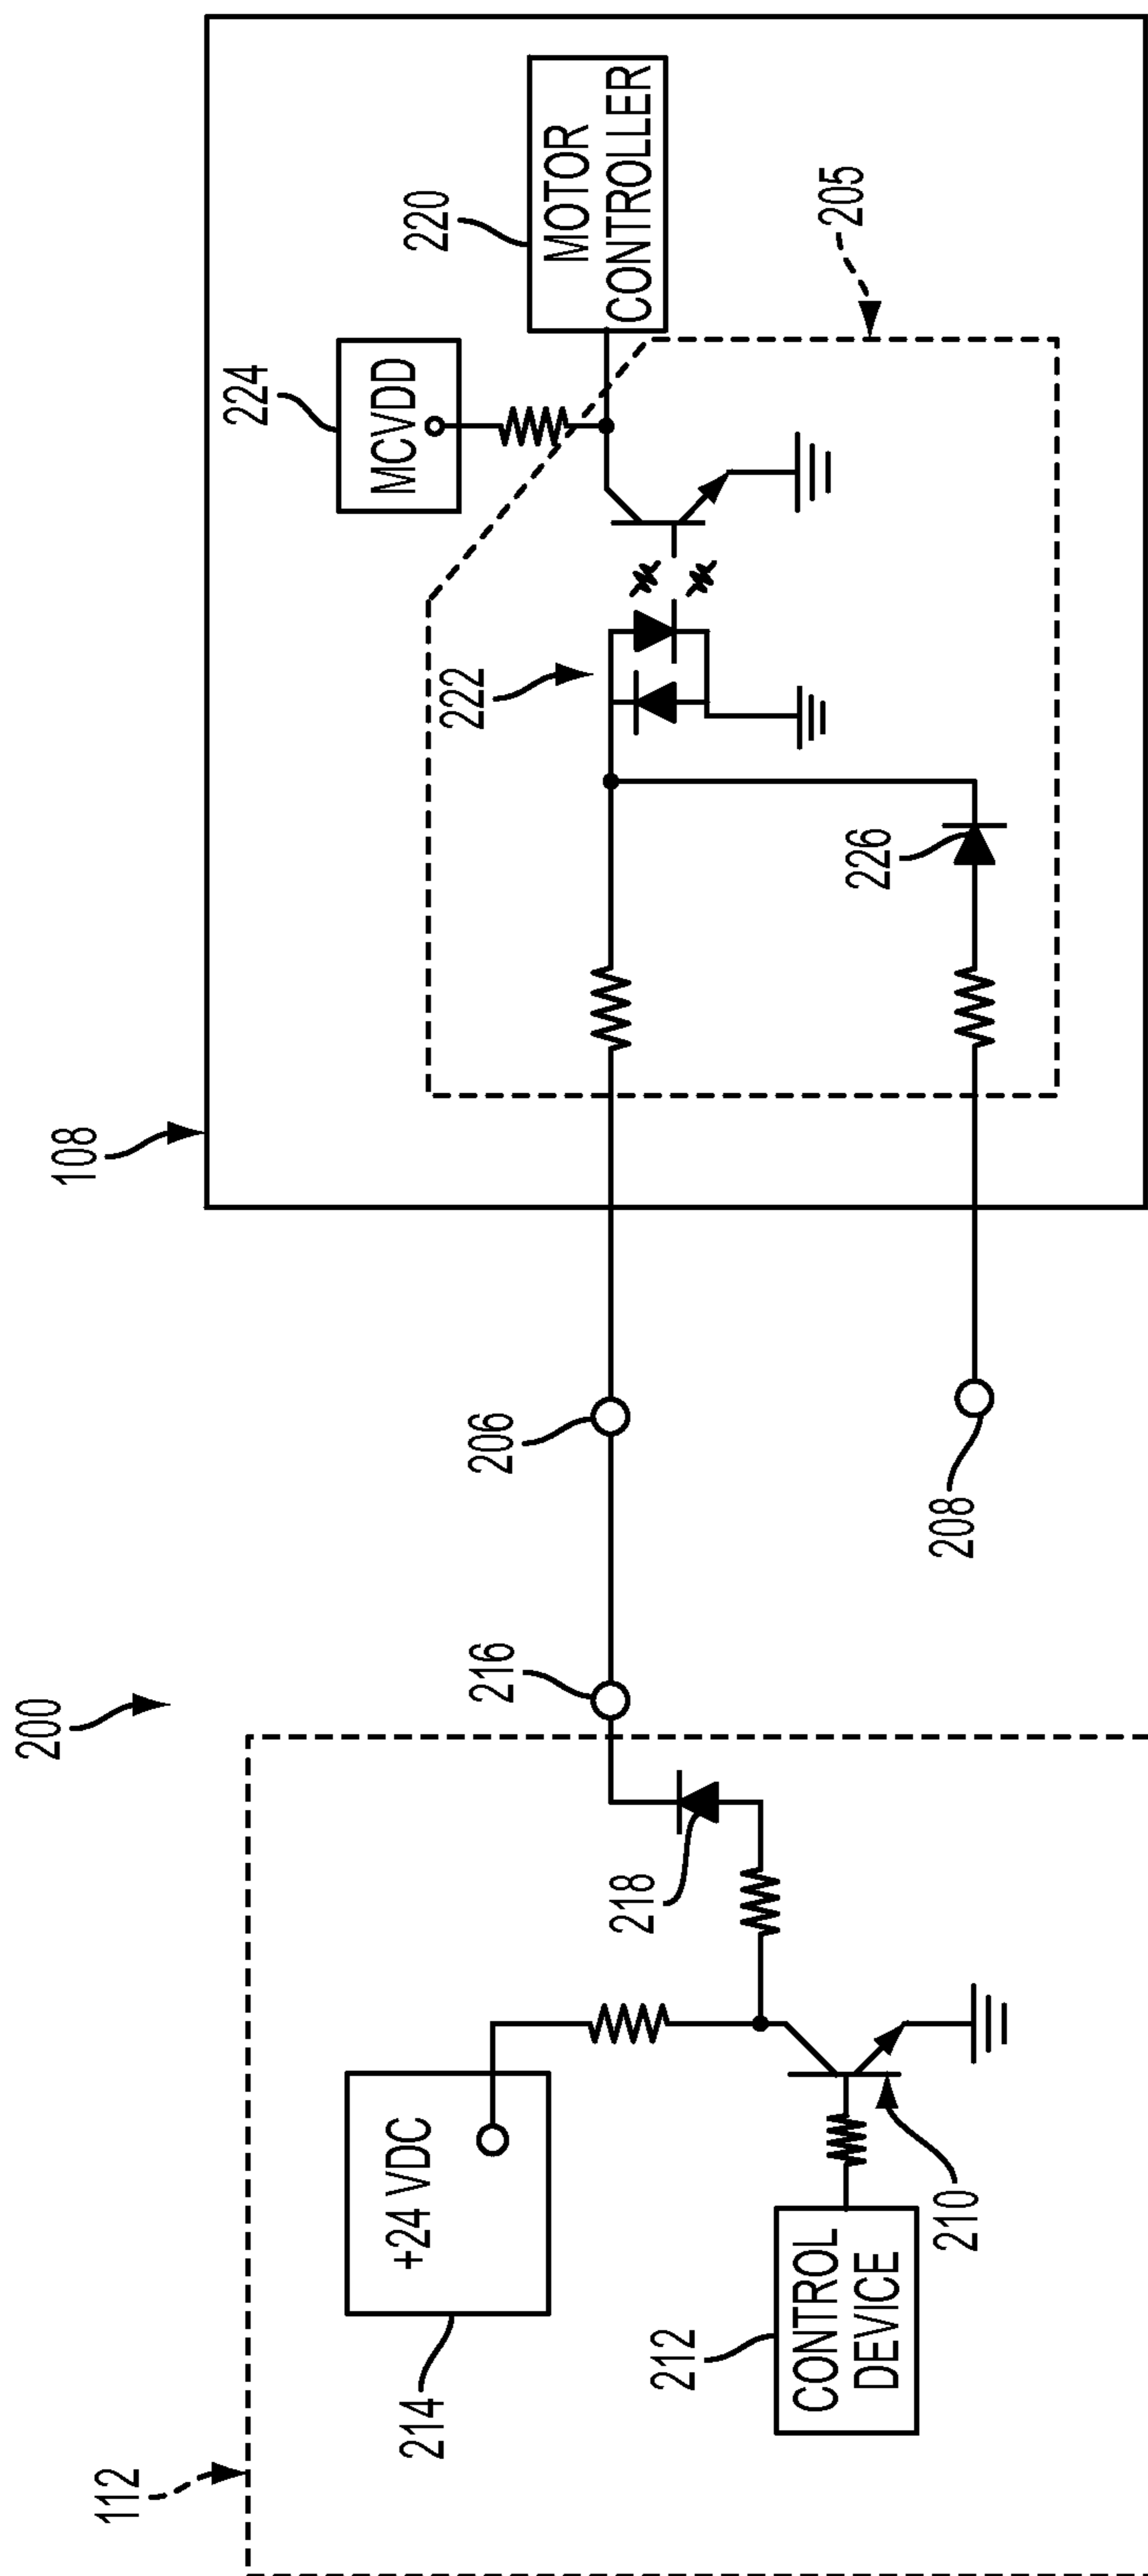 200
112
214
+24 VDC
212
CONTROL
DEVICE
210
218
216
206
208
108
224
MCVDD
220
MOTOR
CONTROLLER
222
226
205